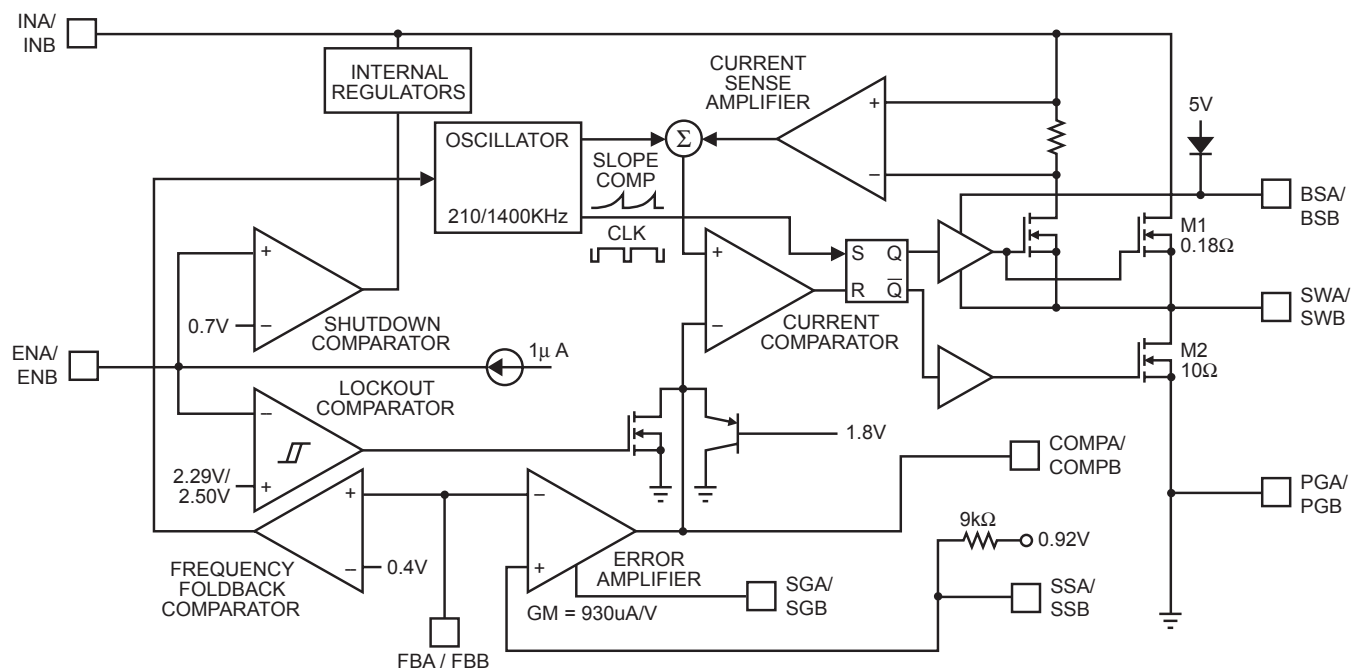 INA/
INB
INTERNAL
REGULATORS
CURRENT
SENSE
AMPLIFIER
+
−
5V
OSCILLATOR
210/1400KHz
Σ
SLOPE
COMP
CLK
BSA/
BSB
M1
0.18Ω
+
−
0.7V
SHUTDOWN
COMPARATOR
+
−
CURRENT
COMPARATOR
S Q
R Q̅
SWA/
SWB
ENA/
ENB
1μ A
M2
10Ω
LOCKOUT
COMPARATOR
−
+
2.29V/
2.50V
1.8V
COMPA/
COMPB
PGA/
PGB
+
−
0.4V
FREQUENCY
FOLDBACK
COMPARATOR
−
+
ERROR
AMPLIFIER
GM = 930uA/V
9kΩ
0.92V
SGA/
SGB
SSA/
SSB
FBA / FBB